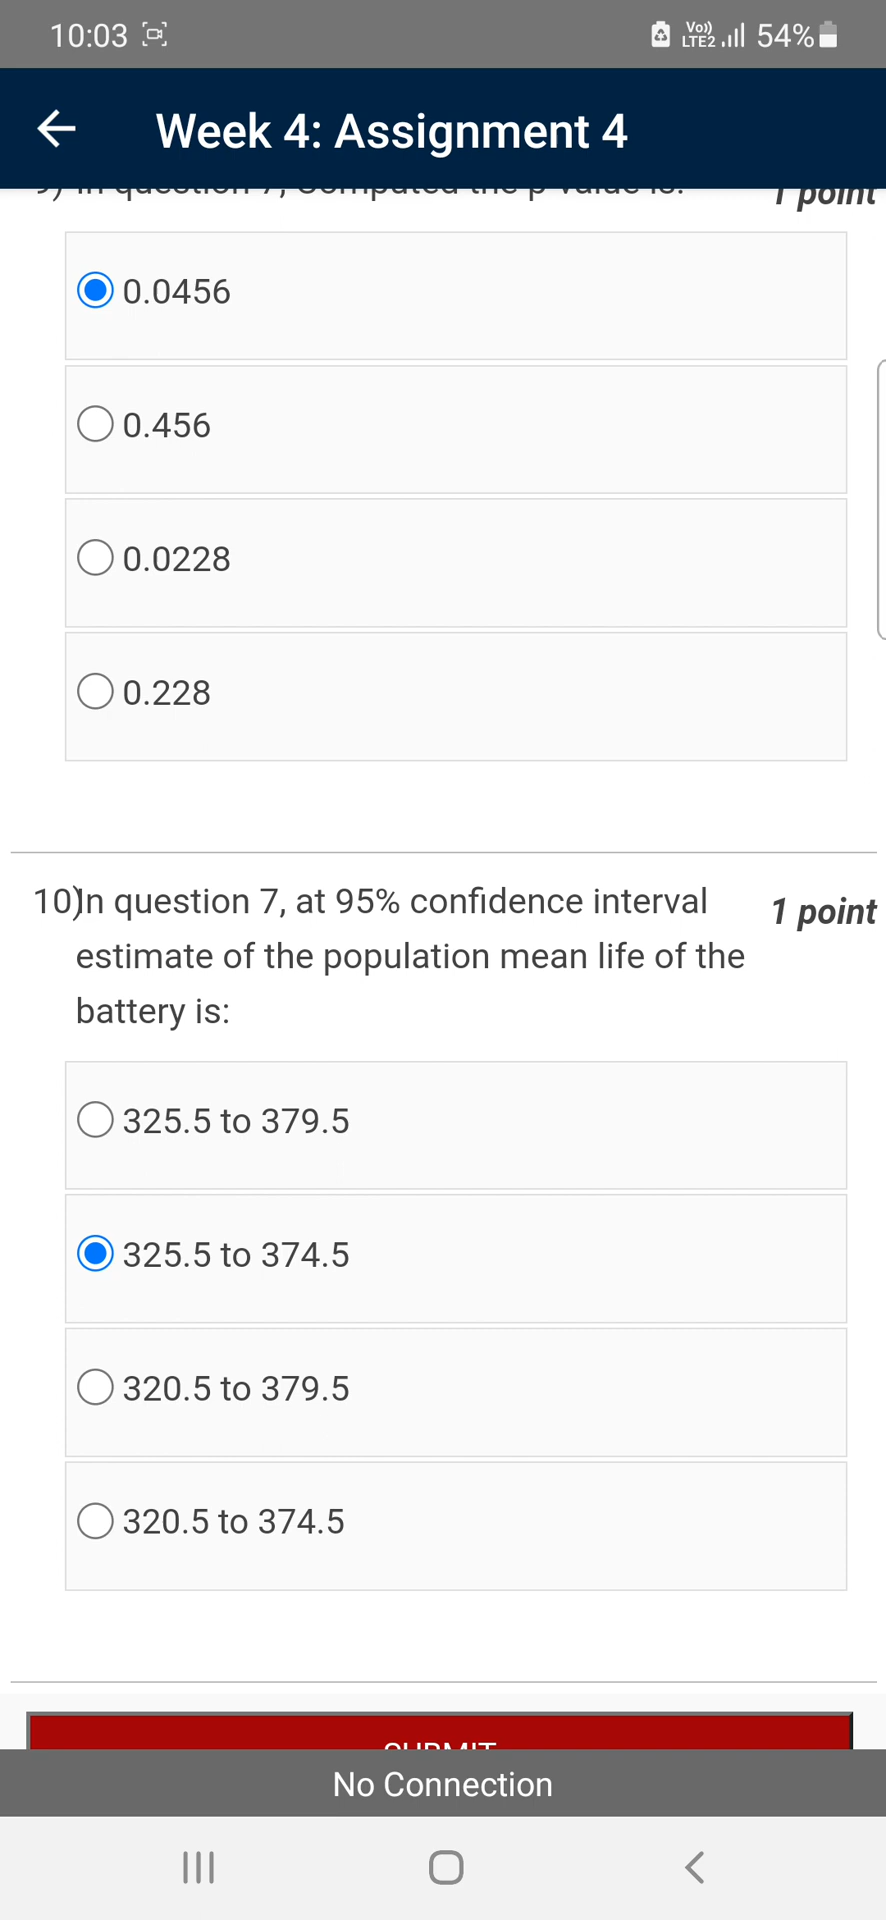 10:03
Vo)) LTE2 54%
Week 4: Assignment 4
1 point
0.0456
0.456
0.0228
0.228
10)In question 7, at 95% confidence interval
1 point
estimate of the population mean life of the
battery is:
325.5 to 379.5
325.5 to 374.5
320.5 to 379.5
320.5 to 374.5
SUBMIT
No Connection